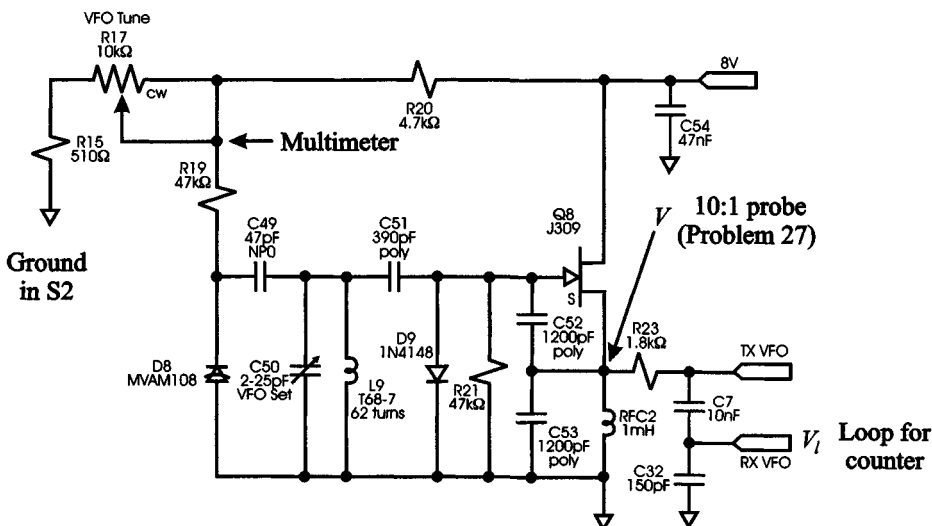 VFO Tune
R17
10kΩ
CW
R15
510Ω
Ground
in S2
Multimeter
R19
47kΩ
R20
4.7kΩ
8V
C54
47nF
C49
47pF
NPO
C51
390pF
poly
Q8
J309
S
V
10:1 probe
(Problem 27)
D8
MVAM108
C50
2-25pF
VFO Set
L9
T68-7
62 turns
D9
1N4148
R21
47kΩ
C52
1200pF
poly
C53
1200pF
poly
R23
1.8kΩ
RFC2
1mH
TX VFO
C7
10nF
RX VFO
C32
150pF
Vl
Loop for
counter